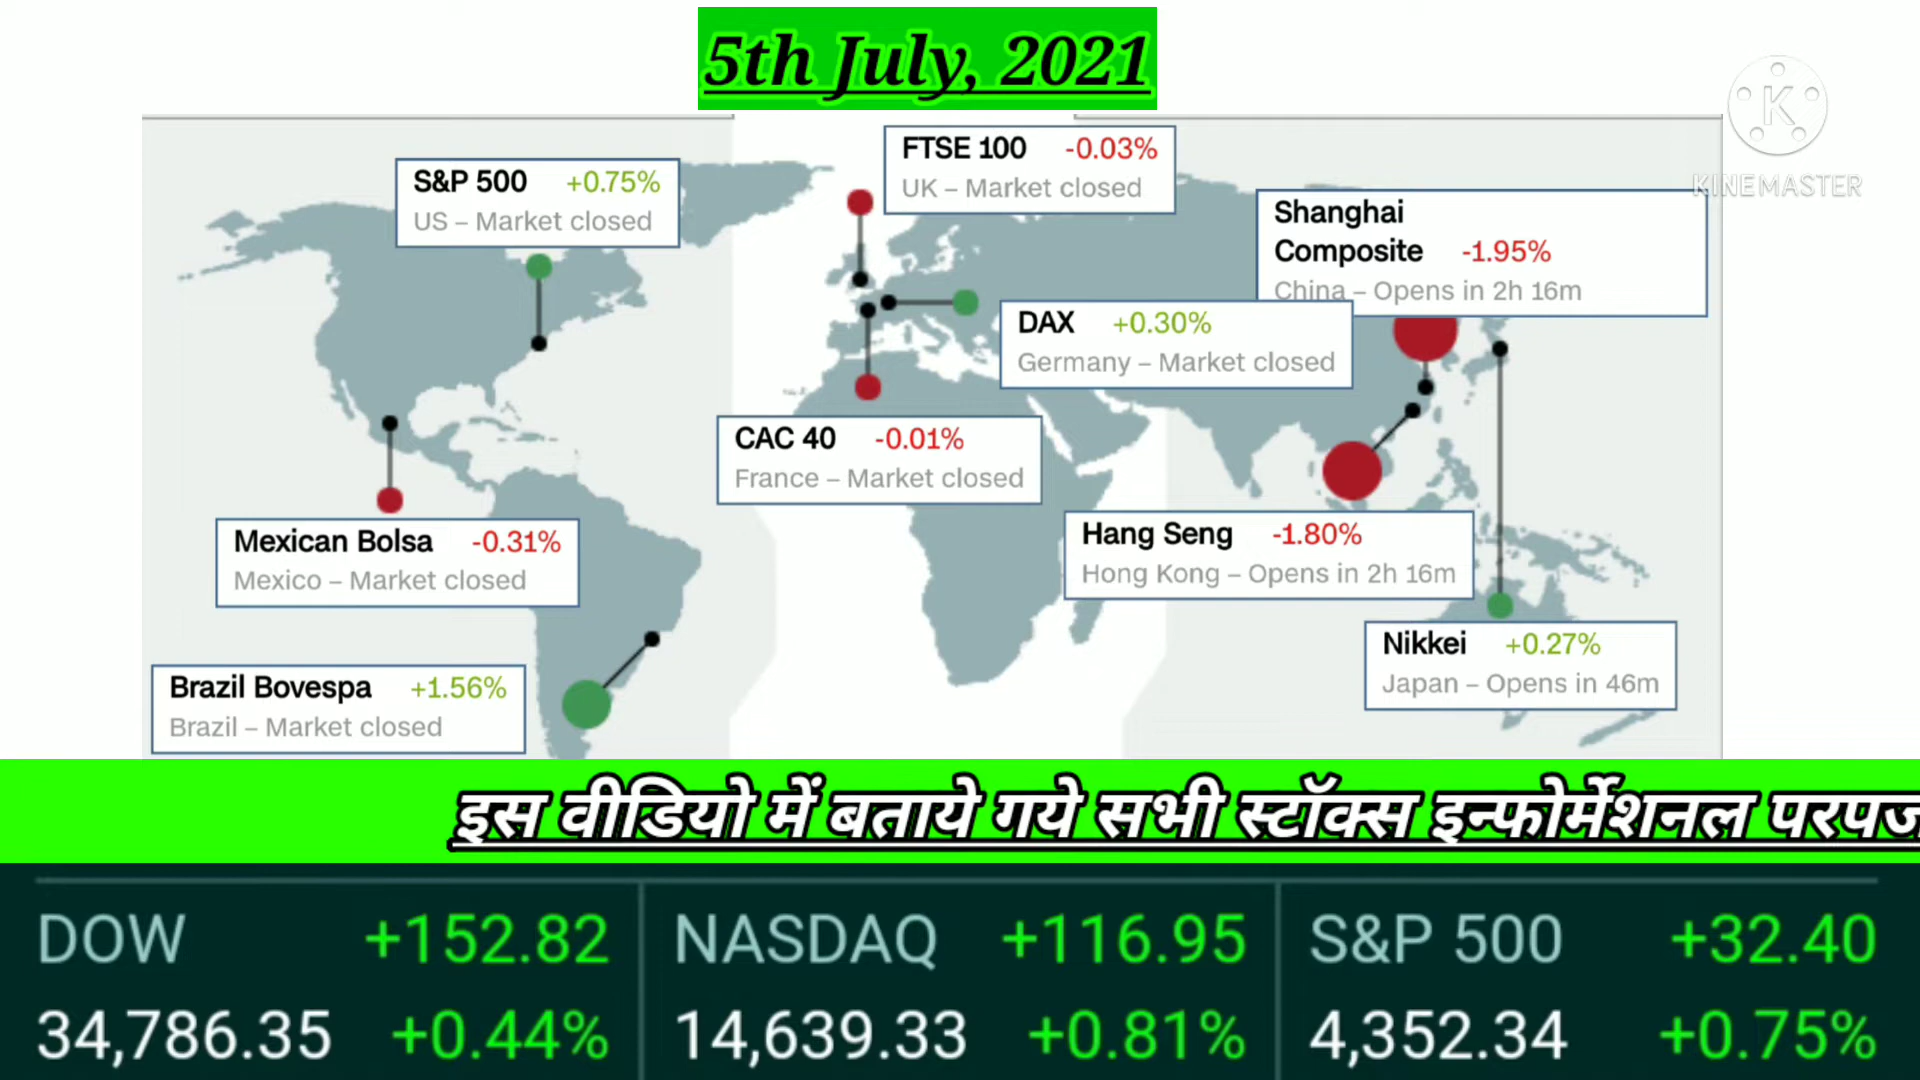 5th July, 2021
K
KINEMASTER
FTSE 100 -0.03%
UK – Market closed
S&P 500 +0.75%
US – Market closed
Shanghai
Composite -1.95%
China – Opens in 2h 16m
DAX +0.30%
Germany – Market closed
CAC 40 -0.01%
France – Market closed
Mexican Bolsa -0.31%
Mexico – Market closed
Hang Seng -1.80%
Hong Kong – Opens in 2h 16m
Nikkei +0.27%
Japan – Opens in 46m
Brazil Bovespa +1.56%
Brazil – Market closed
इस वीडियो में बताये गये सभी स्टॉक्स इन्फोर्मेशनल परपज
DOW +152.82
34,786.35 +0.44%
NASDAQ +116.95
14,639.33 +0.81%
S&P 500 +32.40
4,352.34 +0.75%